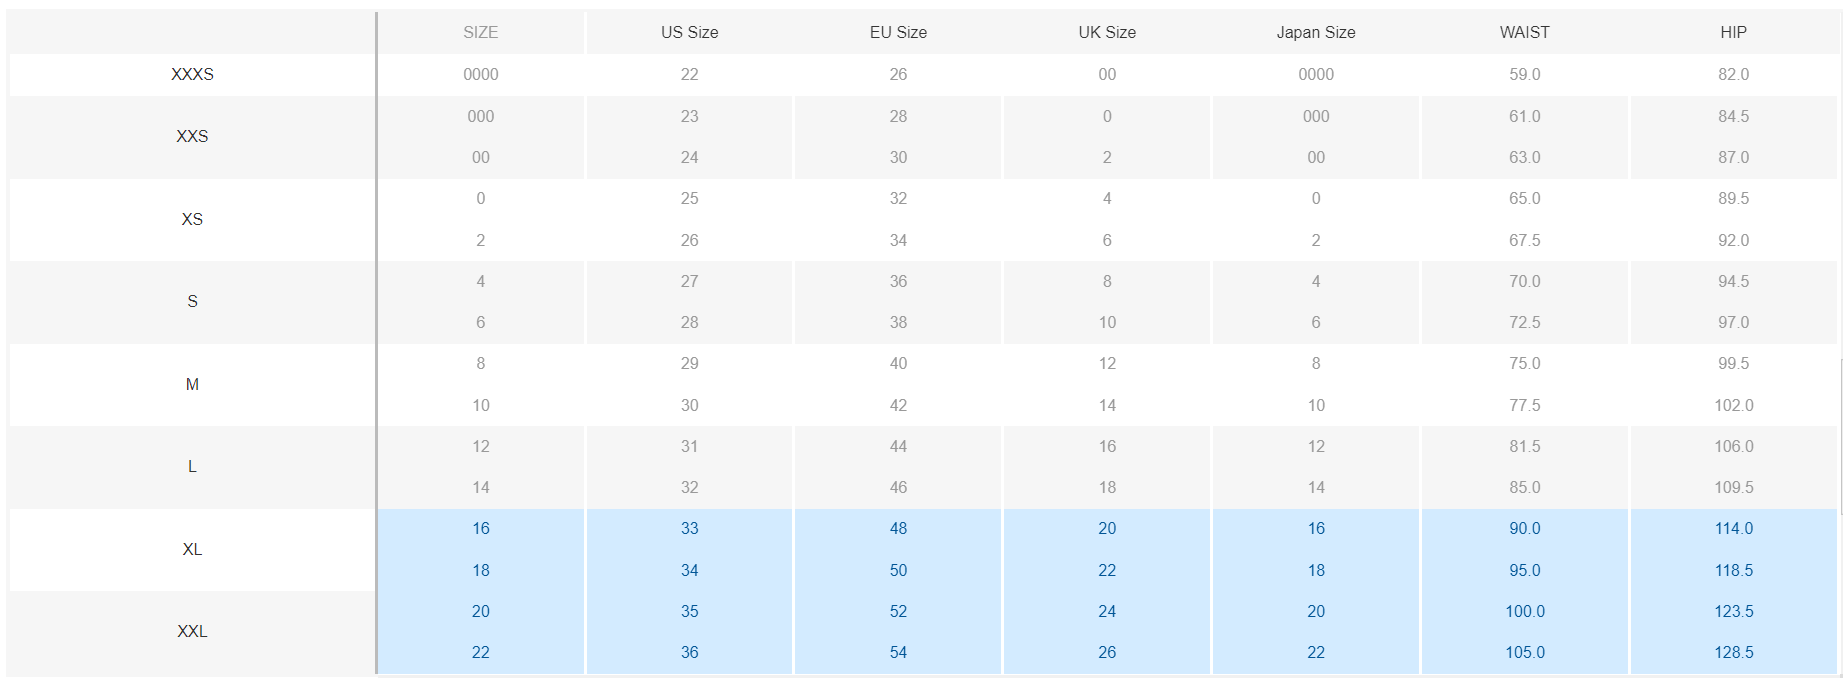 SIZE US Size EU Size UK Size Japan Size WAIST HIP
XXXS 0000 22 26 00 0000 59.0 82.0
XXS 000 23 28 0 000 61.0 84.5
00 24 30 2 00 63.0 87.0
XS 0 25 32 4 0 65.0 89.5
2 26 34 6 2 67.5 92.0
S 4 27 36 8 4 70.0 94.5
6 28 38 10 6 72.5 97.0
M 8 29 40 12 8 75.0 99.5
10 30 42 14 10 77.5 102.0
L 12 31 44 16 12 81.5 106.0
14 32 46 18 14 85.0 109.5
XL 16 33 48 20 16 90.0 114.0
18 34 50 22 18 95.0 118.5
XXL 20 35 52 24 20 100.0 123.5
22 36 54 26 22 105.0 128.5